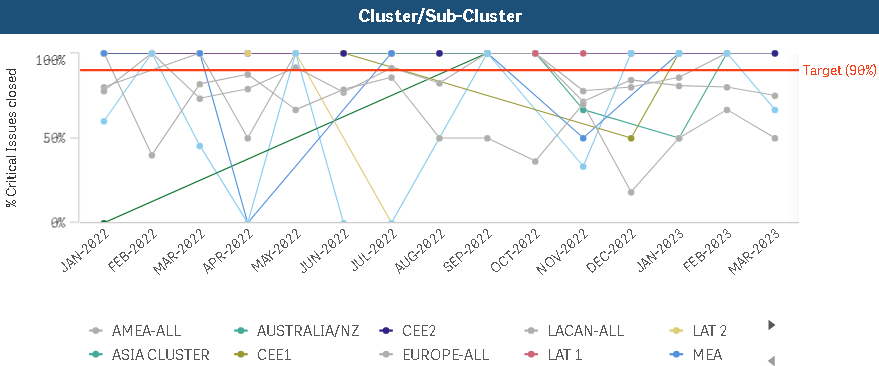 Cluster/Sub-Cluster
% Critical Issues closed
100%
50%
0%
Target (90%)
JAN-2022
FEB-2022
MAR-2022
APR-2022
MAY-2022
JUN-2022
JUL-2022
AUG-2022
SEP-2022
OCT-2022
NOV-2022
DEC-2022
JAN-2023
FEB-2023
MAR-2023
AMEA-ALL
AUSTRALIA/NZ
CEE2
LACAN-ALL
LAT 2
ASIA CLUSTER
CEE1
EUROPE-ALL
LAT 1
MEA